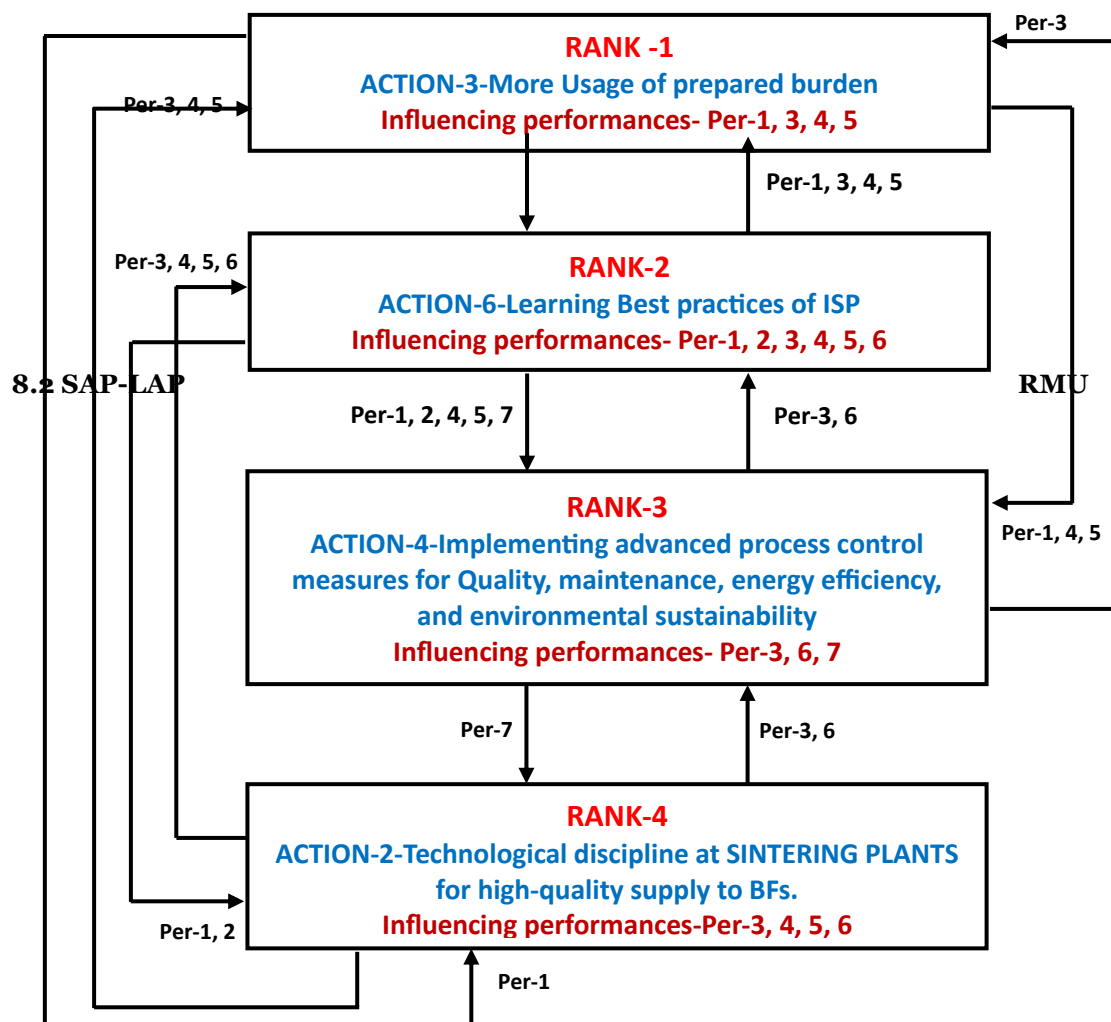 Per-3
RANK -1
ACTION-3-More Usage of prepared burden
Influencing performances- Per-1, 3, 4, 5
Per-3, 4, 5
Per-1, 3, 4, 5
Per-3, 4, 5, 6
RANK-2
ACTION-6-Learning Best practices of ISP
Influencing performances- Per-1, 2, 3, 4, 5, 6
8.2 SAP-LAP
RMU
Per-1, 2, 4, 5, 7
Per-3, 6
RANK-3
ACTION-4-Implementing advanced process control
measures for Quality, maintenance, energy efficiency,
and environmental sustainability
Influencing performances- Per-3, 6, 7
Per-1, 4, 5
Per-7
Per-3, 6
RANK-4
ACTION-2-Technological discipline at SINTERING PLANTS
for high-quality supply to BFs.
Influencing performances-Per-3, 4, 5, 6
Per-1, 2
Per-1